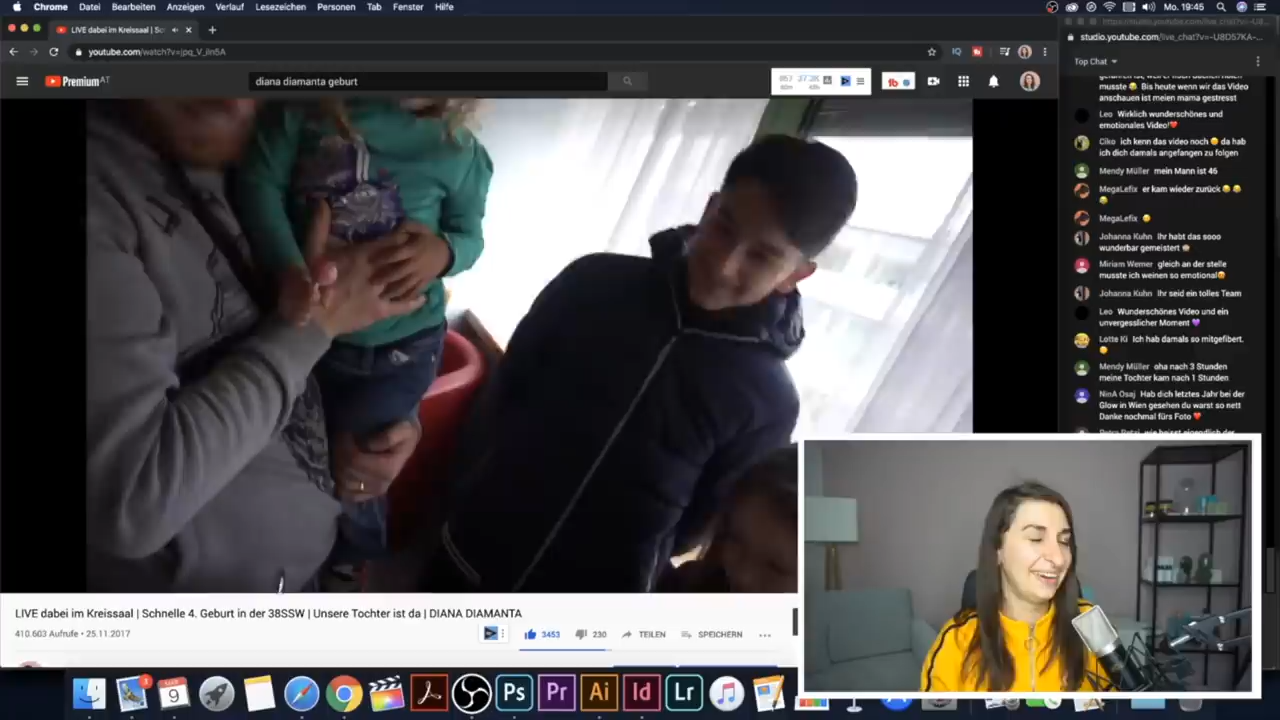 Chrome Datei Bearbeiten Anzeigen Verlauf Lesezeichen Personen Tab Fenster Hilfe
Mo. 19:45
LIVE dabei im Kreissaal | Sc
youtube.com/watch?v=jpq_V_iln5A
studio.youtube.com/live_chat?v=-U8D57KA-...
Premium AT
diana diamanta geburt
Top Chat
musste Bis heute wenn wir das Video
anschauen ist meien mama gestresst
Leo Wirklich wunderschönes und
emotionales Video!
Ciko ich kenn das video noch da hab
ich dich damals angefangen zu folgen
Mendy Müller mein Mann ist 46
MegaLefix er kam wieder zurück
MegaLefix
Johanna Kuhn Ihr habt das sooo
wunderbar gemeistert
Miriam Werner gleich an der stelle
musste ich weinen so emotional
Johanna Kuhn Ihr seid ein tolles Team
Leo Wunderschönes Video und ein
unvergesslicher Moment
Lotte Ki Ich hab damals so mitgefibert.
Mendy Müller oha nach 3 Stunden
meine Tochter kam nach 1 Stunden
NinA Osaj Hab dich letztes Jahr bei der
Glow in Wien gesehen du warst so nett
Danke nochmal fürs Foto
LIVE dabei im Kreissaal | Schnelle 4. Geburt in der 38SSW | Unsere Tochter ist da | DIANA DIAMANTA
410.603 Aufrufe • 25.11.2017
3453 230 TEILEN SPEICHERN
9 Ps Pr Ai Id Lr